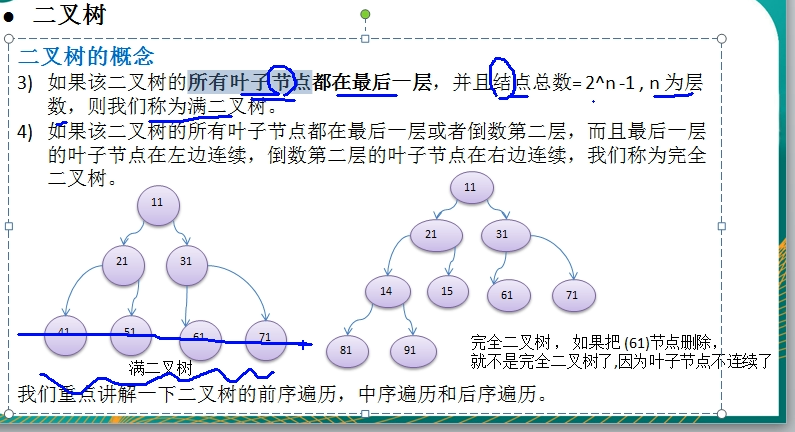 ● 二叉树
二叉树的概念
3) 如果该二叉树的所有叶子节点都在最后一层，并且结点总数= 2^n -1 , n 为层
数，则我们称为满二叉树。
4) 如果该二叉树的所有叶子节点都在最后一层或者倒数第二层，而且最后一层
的叶子节点在左边连续，倒数第二层的叶子节点在右边连续，我们称为完全
二叉树。
11
21 31
41 51 61 71
满二叉树
11
21 31
14 15 61 71
81 91
完全二叉树， 如果把 (61)节点删除，
就不是完全二叉树了,因为叶子节点不连续了
我们重点讲解一下二叉树的前序遍历，中序遍历和后序遍历。